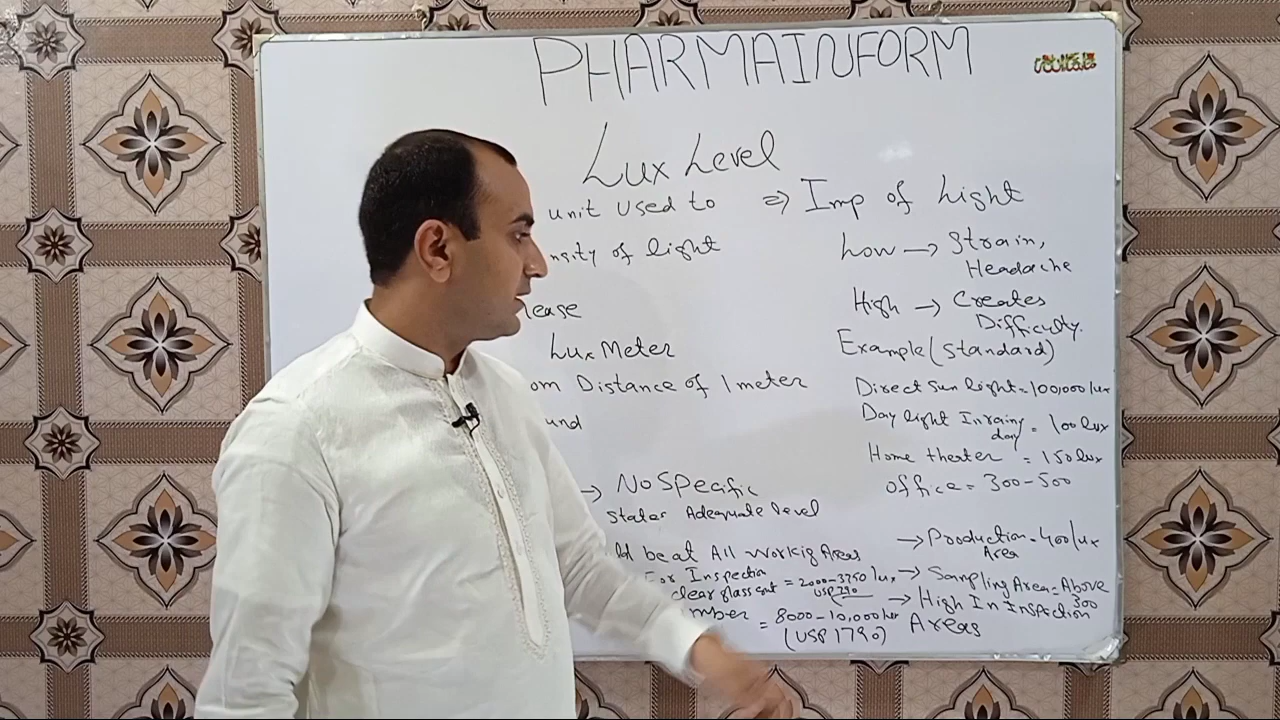 PHARMAINFORM
Lux Level
unit used to
nsity of light
lease
Lux Meter
om Distance of 1 meter
und
→ No Specific
States Adequate level
ld be at All Workig Areas
For Inspection
clear glass cont = 2000-3750 lux
USP 790
mber = 8000-10,000 lux
(USP 1790)
⇒ Imp of Light
Low → Strain,
Headache
High → Creates
Difficulty.
Example (Standard)
Direct Sun light = 100,000 lux
Day light In rainy day = 100 lux
Home therter = 150 lux
Office = 300-500
→ Production Area = 400 lux
→ Sampling Area = Above 300
→ High In Inspection
Areas